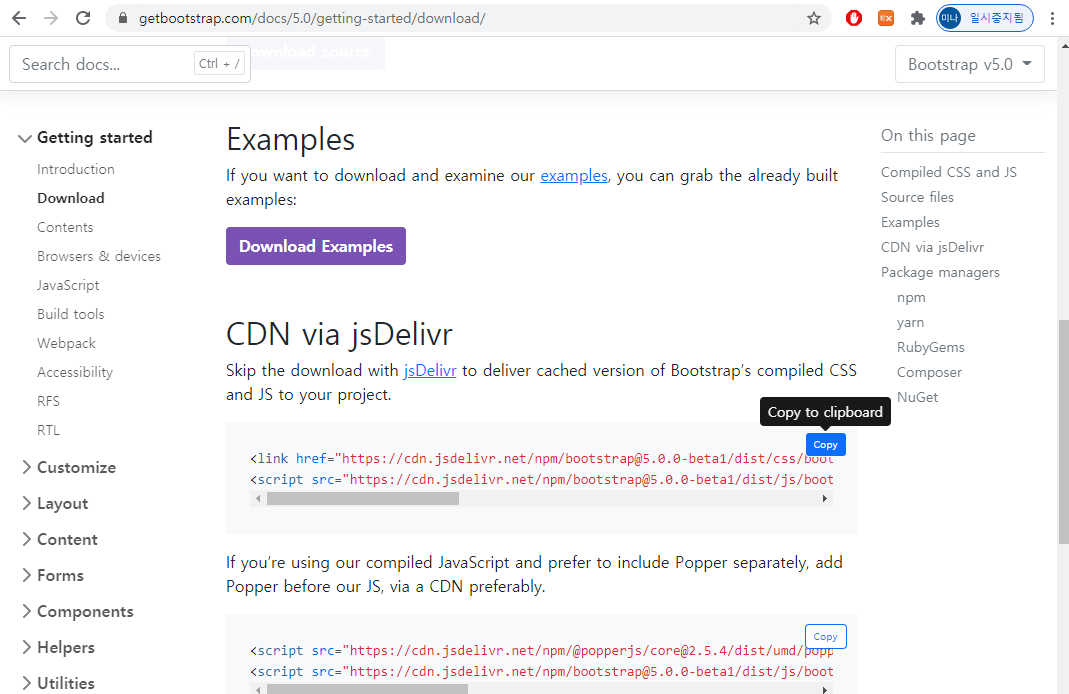 getbootstrap.com/docs/5.0/getting-started/download/
미나 일시중지됨
Download source
Search docs...
Ctrl + /
Bootstrap v5.0
Getting started
Introduction
Download
Contents
Browsers & devices
JavaScript
Build tools
Webpack
Accessibility
RFS
RTL
Customize
Layout
Content
Forms
Components
Helpers
Utilities
Examples
If you want to download and examine our examples, you can grab the already built
examples:
Download Examples
CDN via jsDelivr
Skip the download with jsDelivr to deliver cached version of Bootstrap's compiled CSS
and JS to your project.
Copy to clipboard
Copy
<link href="https://cdn.jsdelivr.net/npm/bootstrap@5.0.0-beta1/dist/css/boot
<script src="https://cdn.jsdelivr.net/npm/bootstrap@5.0.0-beta1/dist/js/boot
If you're using our compiled JavaScript and prefer to include Popper separately, add
Popper before our JS, via a CDN preferably.
Copy
<script src="https://cdn.jsdelivr.net/npm/@popperjs/core@2.5.4/dist/umd/popp
<script src="https://cdn.jsdelivr.net/npm/bootstrap@5.0.0-beta1/dist/js/boot
On this page
Compiled CSS and JS
Source files
Examples
CDN via jsDelivr
Package managers
npm
yarn
RubyGems
Composer
NuGet